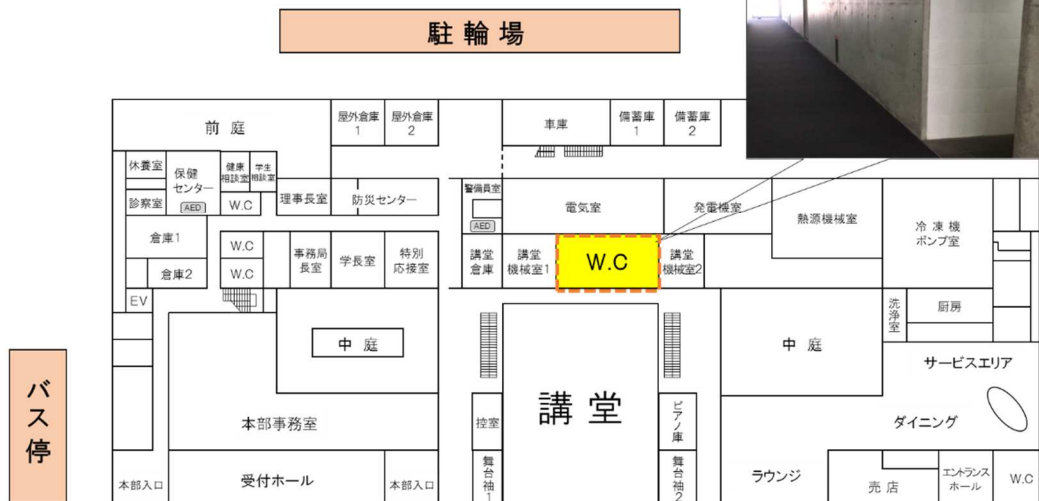 駐輪場
前庭
屋外倉庫
1
屋外倉庫
2
車庫
備蓄庫
1
備蓄庫
2
休養室
保健
センター
AED
健康
相談室
学生
相談室
診察室
W.C
理事長室
防災センター
警備員室
AED
電気室
発電機室
熱源機械室
冷凍機
ポンプ室
倉庫1
倉庫2
W.C
W.C
事務局
長室
学長室
特別
応接室
講堂
倉庫
講堂
機械室1
W.C
講堂
機械室2
EV
洗浄室
厨房
中庭
中庭
サービスエリア
バス停
本部事務室
控室
講堂
ピアノ庫
ダイニング
本部入口
受付ホール
本部入口
舞台袖1
舞台袖2
ラウンジ
売店
エントランス
ホール
W.C